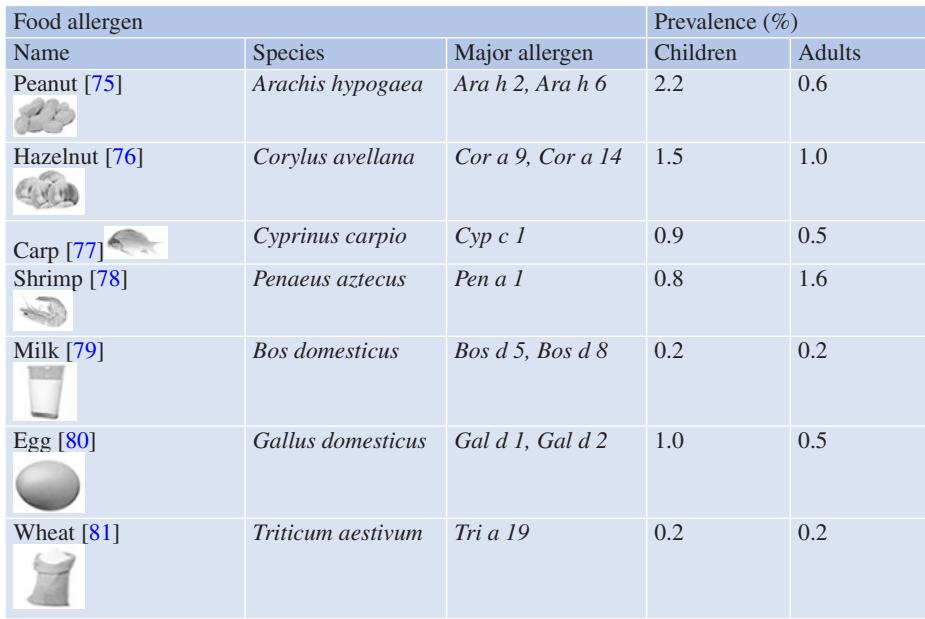 Food allergen Prevalence (%)
Name Species Major allergen Children Adults
Peanut [75] Arachis hypogaea Ara h 2, Ara h 6 2.2 0.6
Hazelnut [76] Corylus avellana Cor a 9, Cor a 14 1.5 1.0
Carp [77] Cyprinus carpio Cyp c 1 0.9 0.5
Shrimp [78] Penaeus aztecus Pen a 1 0.8 1.6
Milk [79] Bos domesticus Bos d 5, Bos d 8 0.2 0.2
Egg [80] Gallus domesticus Gal d 1, Gal d 2 1.0 0.5
Wheat [81] Triticum aestivum Tri a 19 0.2 0.2